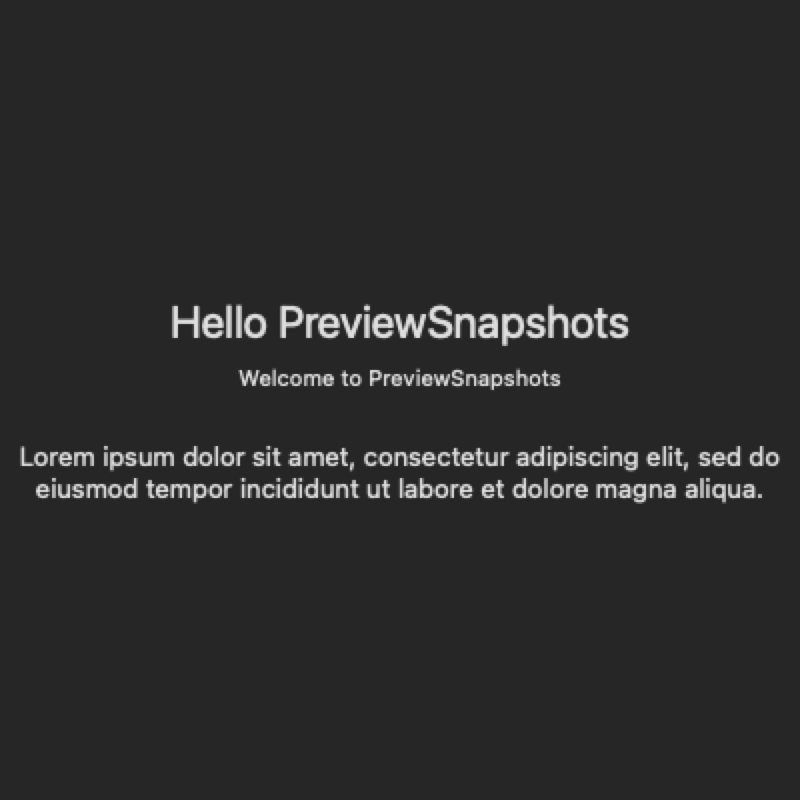 Hello PreviewSnapshots
Welcome to PreviewSnapshots
Lorem ipsum dolor sit amet, consectetur adipiscing elit, sed do
eiusmod tempor incididunt ut labore et dolore magna aliqua.